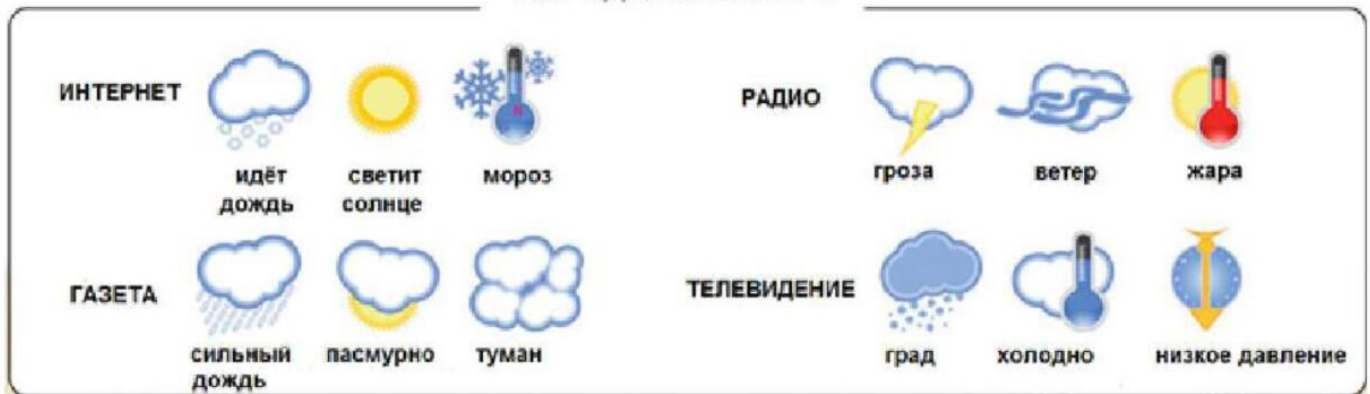 ИНТЕРНЕТ
идёт дождь
светит солнце
мороз
РАДИО
гроза
ветер
жара
ГАЗЕТА
сильный дождь
пасмурно
туман
ТЕЛЕВИДЕНИЕ
град
холодно
низкое давление